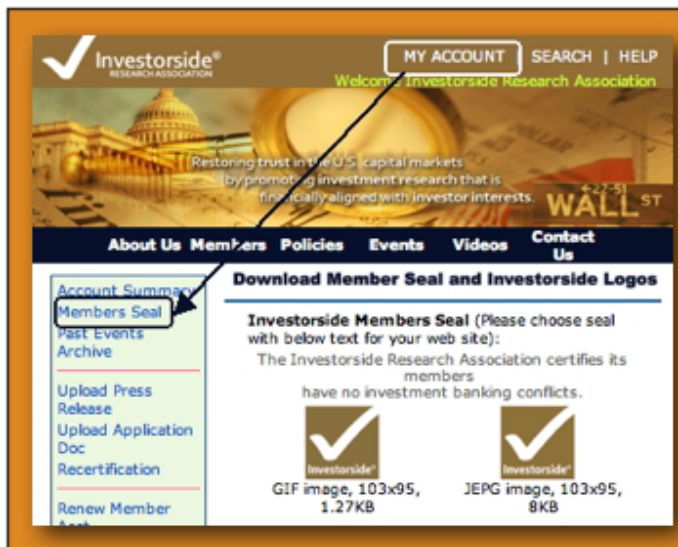 Investorside®
RESEARCH ASSOCIATION
MY ACCOUNT SEARCH | HELP
Welcome Investorside Research Association
Restoring trust in the U.S. capital markets
by promoting investment research that is
financially aligned with investor interests.
←27-51
WALL ST
About Us Members Policies Events Videos Contact Us
Account Summary
Members Seal
Past Events
Archive
Upload Press
Release
Upload Application
Doc
Recertification
Renew Member
Acct
Download Member Seal and Investorside Logos
Investorside Members Seal (Please choose seal
with below text for your web site):
The Investorside Research Association certifies its
members
have no investment banking conflicts.
Investorside®
GIF image, 103x95,
1.27KB
Investorside®
JEPG image, 103x95,
8KB